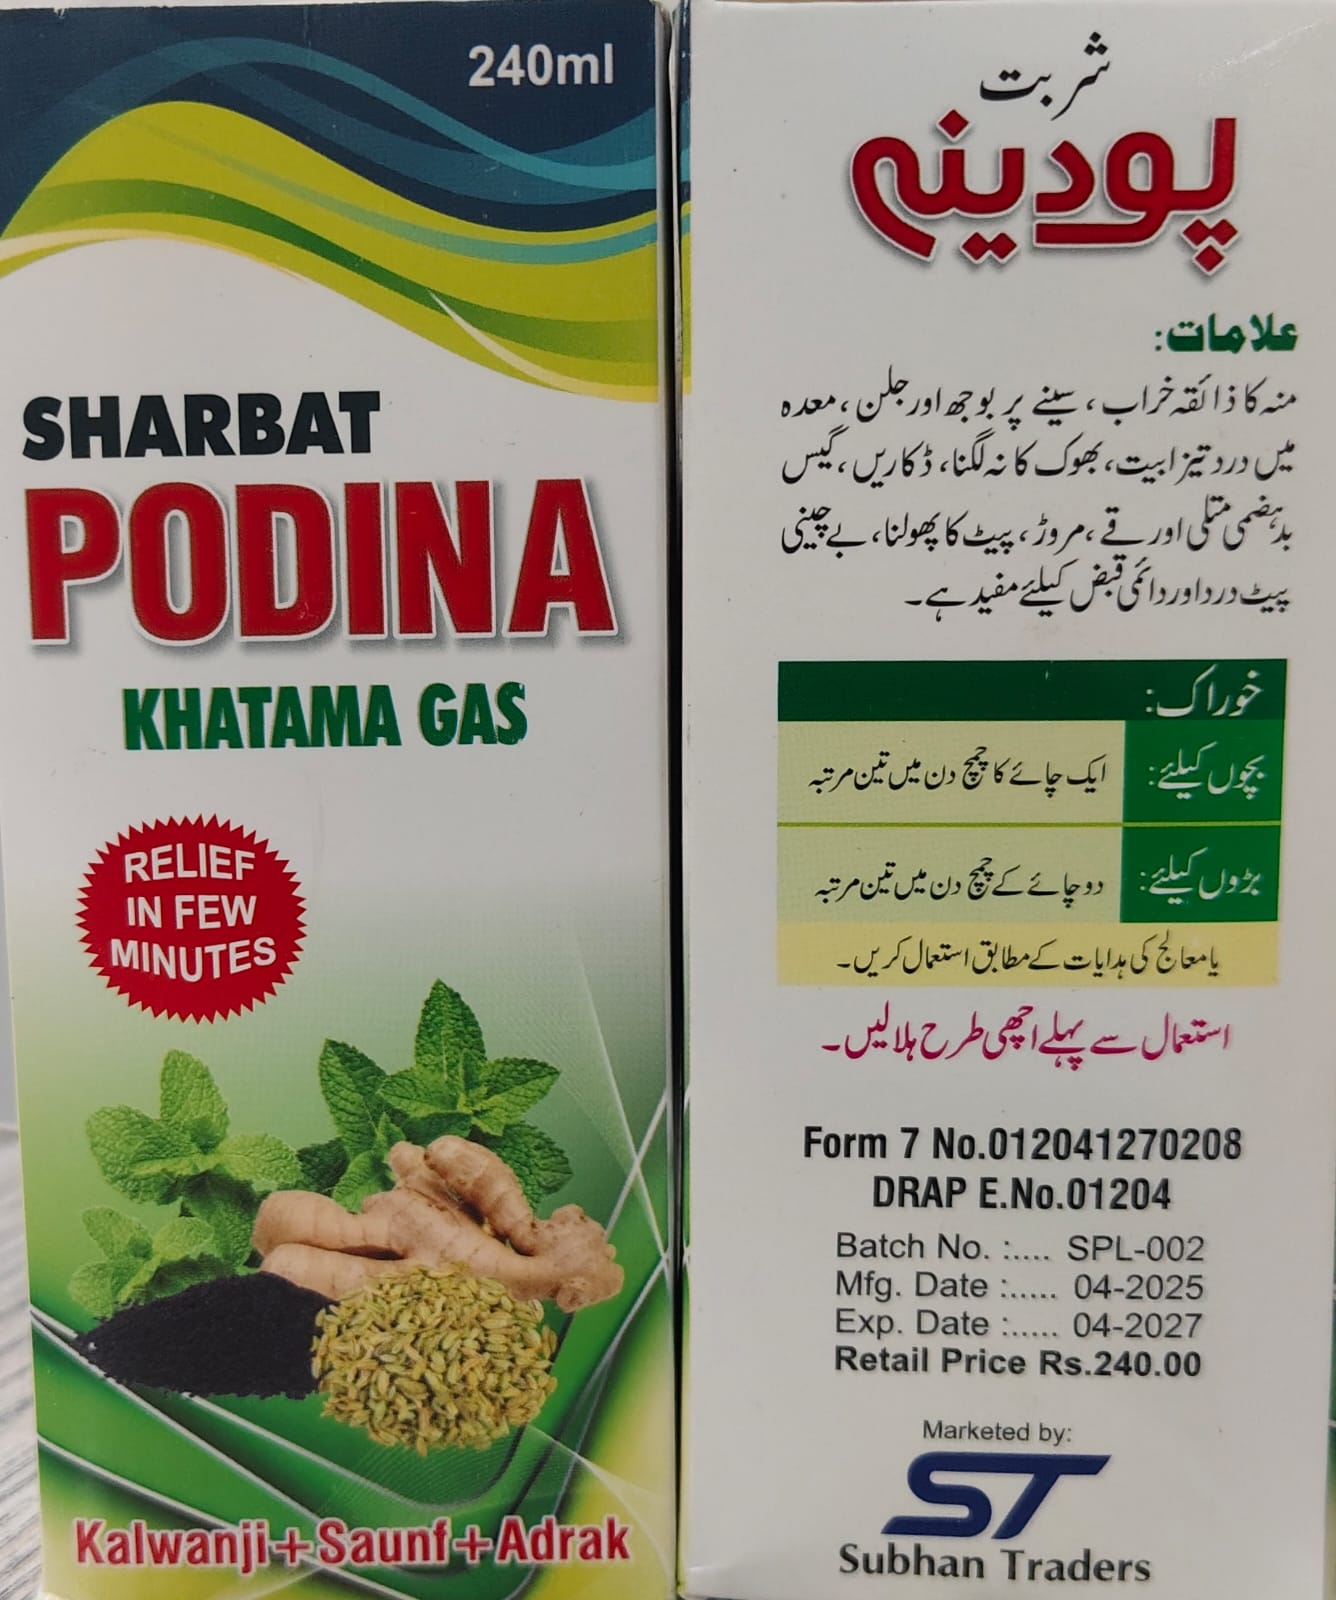 240ml
SHARBAT
PODINA
KHATAMA GAS
RELIEF
IN FEW
MINUTES
Kalwanji+Saunf+Adrak
شربت
پودینہ
علامات:
منہ کا ذائقہ خراب، سینے پر بوجھ اور جلن، معدہ
میں درد تیزابیت، بھوک کا نہ لگنا، ڈکاریں، گیس
بدہضمی متلی اور قے، مروڑ، پیٹ کا پھولنا، بے چینی
پیٹ درد اور دائمی قبض کیلئے مفید ہے۔
خوراک:
بچوں کیلئے: ایک چائے کا چمچ دن میں تین مرتبہ
بڑوں کیلئے: دو چائے کے چمچ دن میں تین مرتبہ
یا معالج کی ہدایات کے مطابق استعمال کریں۔
استعمال سے پہلے اچھی طرح ہلا لیں۔
Form 7 No.012041270208
DRAP E.No.01204
Batch No. :.... SPL-002
Mfg. Date :...... 04-2025
Exp. Date :...... 04-2027
Retail Price Rs.240.00
Marketed by:
ST
Subhan Traders